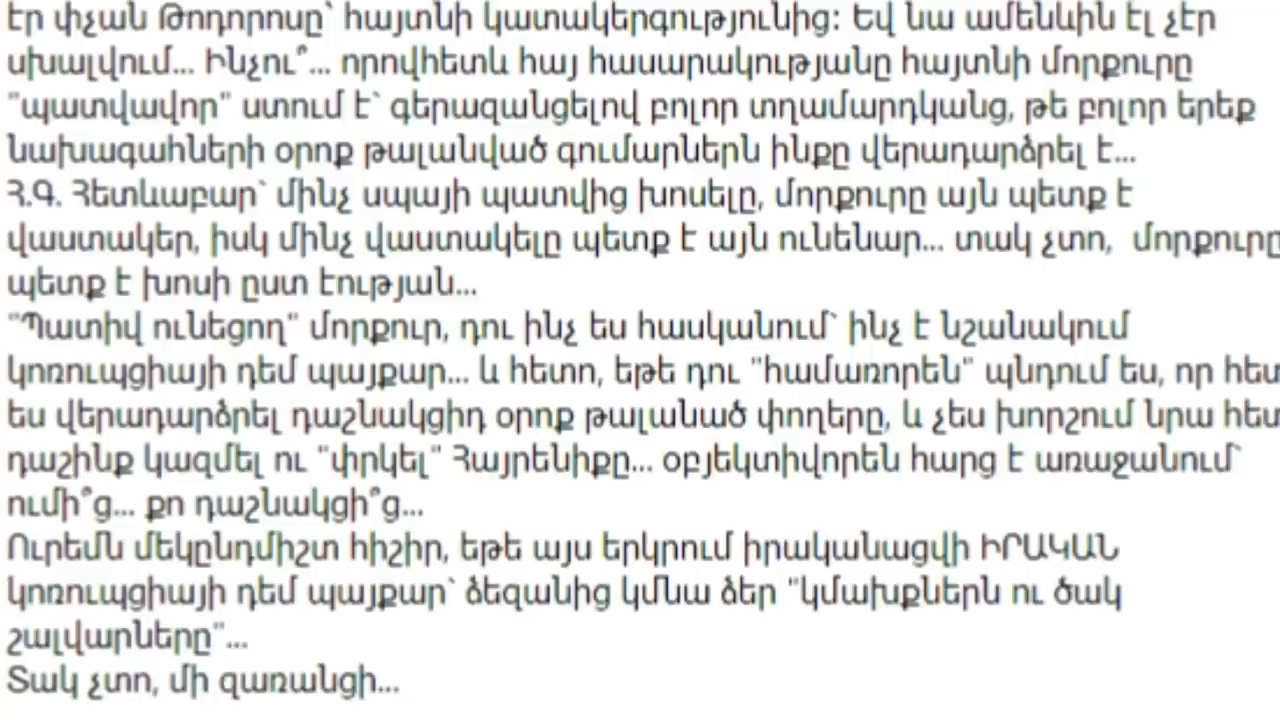 էր փչան Թոդորոսը՝ հայտնի կատակերգությունից: Եվ նա ամենևին էլ չէր
սխալվում... Ինչու՞... որովհետև հայ հասարակությանը հայտնի մորքուրը
"պատվավոր" ստում է՝ գերազանցելով բոլոր տղամարդկանց, թե բոլոր երեք
նախագահների օրոք թալանված գումարներն ինքը վերադարձրել է...
Հ.Գ. Հետևաբար՝ մինչ սպայի պատվից խոսելը, մորքուրը այն պետք է
վաստակեր, իսկ մինչ վաստակելը պետք է այն ունենար... տակ չտո, մորքուրը
պետք է խոսի ըստ էության...
"Պատիվ ունեցող" մորքուր, դու ինչ ես հասկանում՝ ինչ է նշանակում
կոռուպցիայի դեմ պայքար... և հետո, եթե դու "համառորեն" պնդում ես, որ հետ
ես վերադարձրել դաշնակցիդ օրոք թալանած փողերը, և չես խորշում նրա հետ
դաշինք կազմել ու "փրկել" Հայրենիքը... օբյեկտիվորեն հարց է առաջանում՝
ումի՞ց... քո դաշնակցի՞ց...
Ուրեմն մեկընդմիշտ հիշիր, եթե այս երկրում իրականացվի ԻՐԱԿԱՆ
կոռուպցիայի դեմ պայքար՝ ձեզանից կմնա ձեր "կմախքներն ու ծակ
շալվարները"...
Տակ չտո, մի զառանցի...